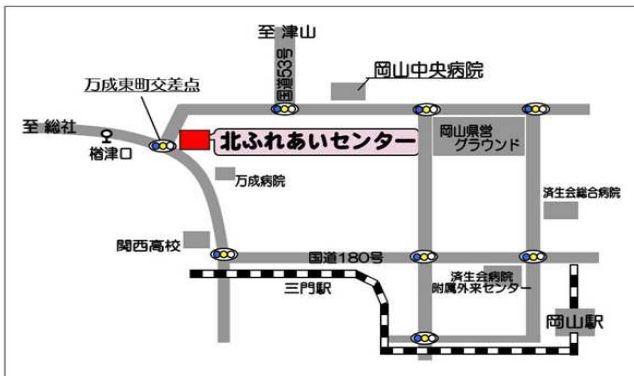 至 津山
国道53号
岡山中央病院
万成東町交差点
至 総社
楢津口
北ふれあいセンター
岡山県営
グラウンド
万成病院
済生会総合病院
関西高校
国道180号
三門駅
済生会病院
附属外来センター
岡山駅